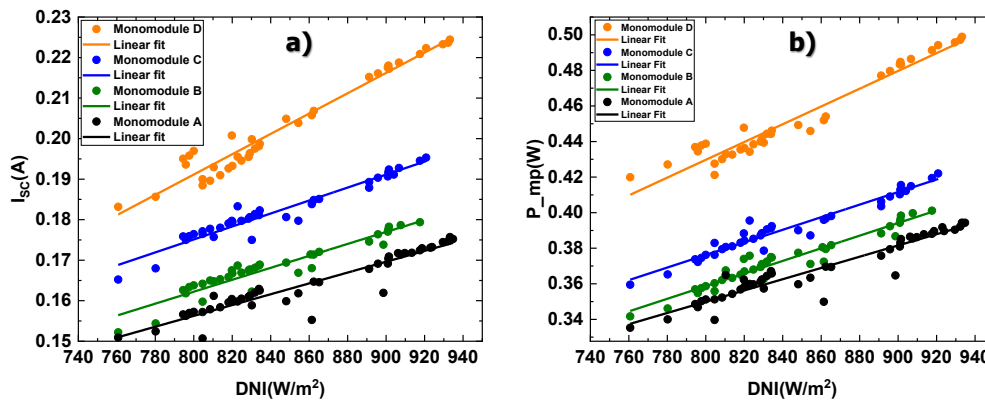 a)
Monomodule D
Linear fit
Monomodule C
Linear fit
Monomodule B
Linear fit
Monomodule A
Linear fit
0.23
0.22
0.21
0.20
0.19
0.18
0.17
0.16
0.15
I_SC(A)
740 760 780 800 820 840 860 880 900 920 940
DNI(W/m²)
b)
Monomodule D
Linear Fit
Monomodule C
Linear Fit
Monomodule B
Linear Fit
Monomodule A
Linear Fit
0.50
0.48
0.46
0.44
0.42
0.40
0.38
0.36
0.34
P_mp(W)
740 760 780 800 820 840 860 880 900 920 940
DNI(W/m²)